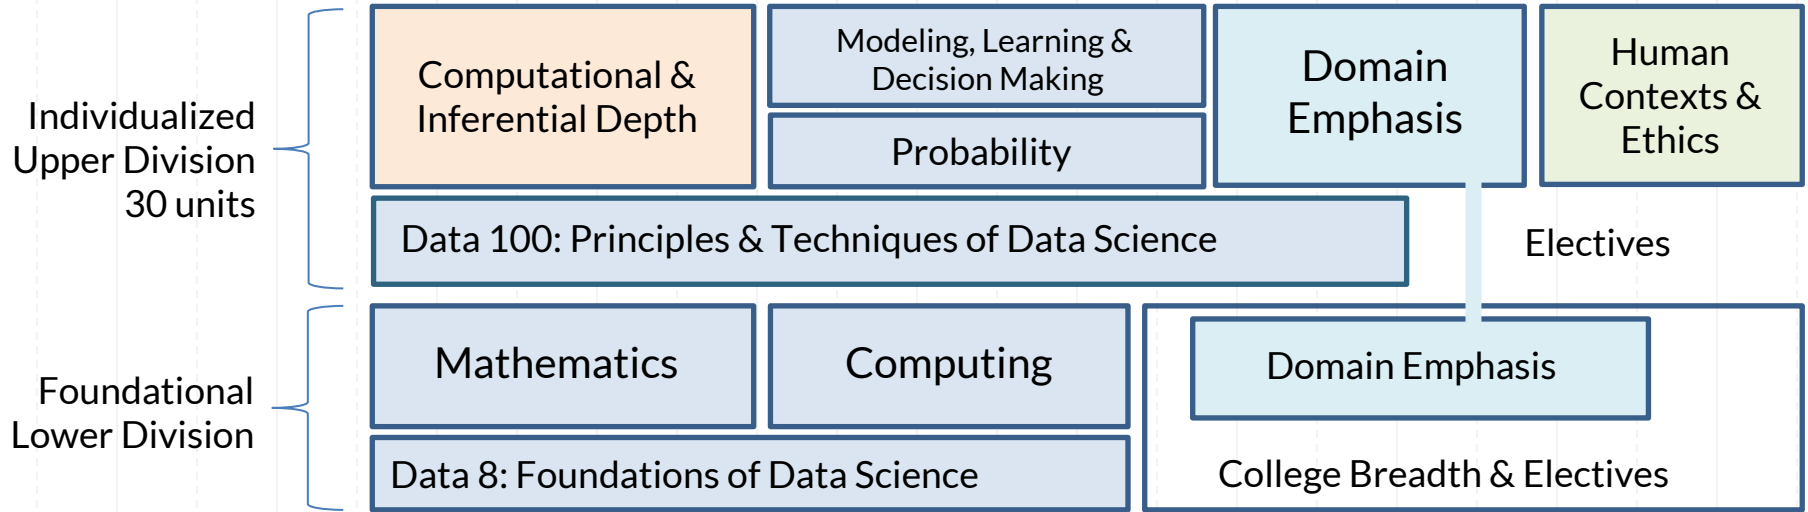 Individualized
Upper Division
30 units
Computational &
Inferential Depth
Modeling, Learning &
Decision Making
Probability
Domain
Emphasis
Human
Contexts &
Ethics
Data 100: Principles & Techniques of Data Science
Electives
Foundational
Lower Division
Mathematics
Computing
Domain Emphasis
Data 8: Foundations of Data Science
College Breadth & Electives